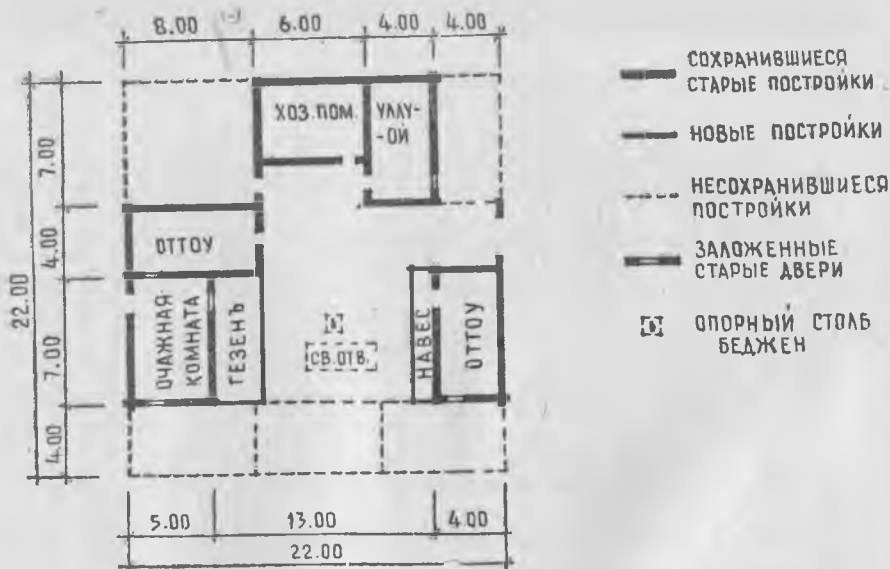 8.00 6.00 4.00 4.00
22.00
7.00
4.00
7.00
4.00
ХОЗ.ПОМ.
УЛЛУ-
-ОЙ
ОТТОУ
ОЧАЖНАЯ
КОМНАТА
ГЕЗЕНЪ
СВ.ОТВ.
НАВЕС
ОТТОУ
5.00 13.00 4.00
22.00
СОХРАНИВШИЕСЯ
СТАРЫЕ ПОСТРОЙКИ
НОВЫЕ ПОСТРОЙКИ
НЕСОХРАНИВШИЕСЯ
ПОСТРОЙКИ
ЗАЛОЖЕННЫЕ
СТАРЫЕ ДВЕРИ
ОПОРНЫЙ СТОЛБ
БЕДЖЕН